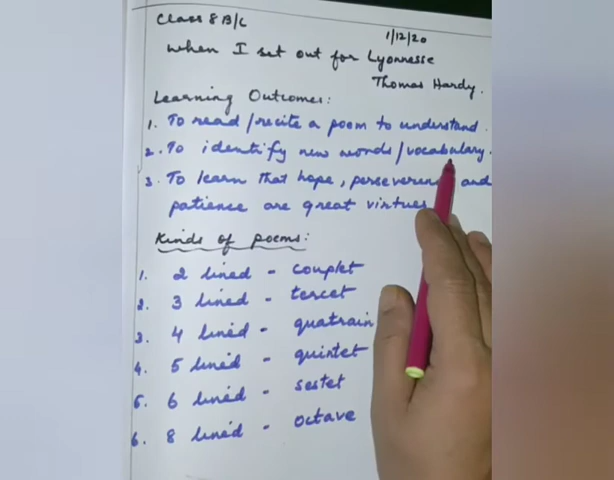 Class 8 B/C
1/12/20
when I set out for Lyonnesse
Thomas Hardy.
Learning Outcomes:
1. To read/recite a poem to understand.
2. To identify new words/vocabulary.
3. To learn that hope, and
patience are great virtues
Kinds of poems:
1. 2 lined - couplet
2. 3 lined - tercet
3. 4 lined - quatrain
4. 5 lined - quintet
5. 6 lined - sestet
6. 8 lined - octave